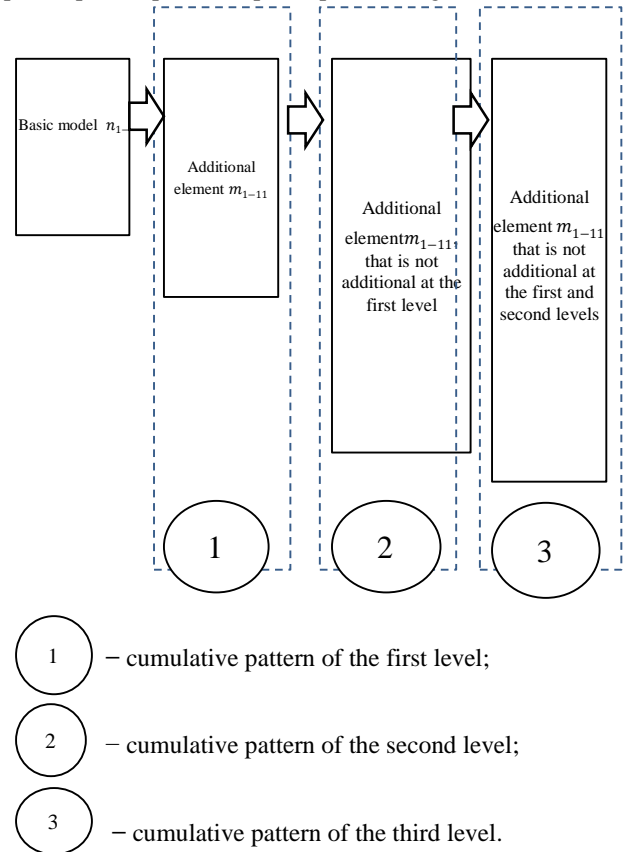 Basic model n₁₋
Additional
element m₁₋₁₁
Additional
elementm₁₋₁₁,
that is not
additional at the
first level
Additional
element m₁₋₁₁
that is not
additional at
the first and
second levels
1
2
3
1 – cumulative pattern of the first level;
2 – cumulative pattern of the second level;
3 – cumulative pattern of the third level.